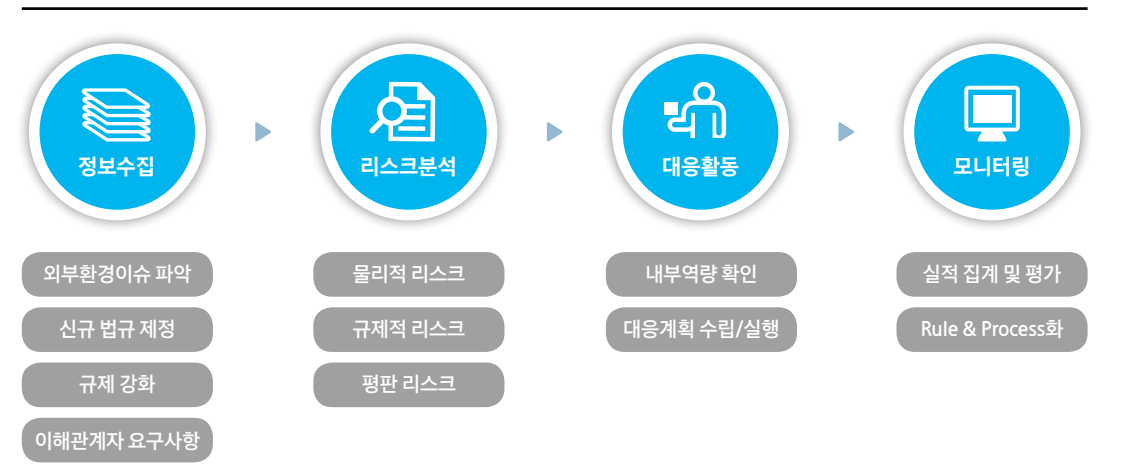 정보수집
리스크분석
대응활동
모니터링
외부환경이슈 파악
물리적 리스크
내부역량 확인
실적 집계 및 평가
신규 법규 제정
규제적 리스크
대응계획 수립/실행
Rule & Process화
규제 강화
평판 리스크
이해관계자 요구사항